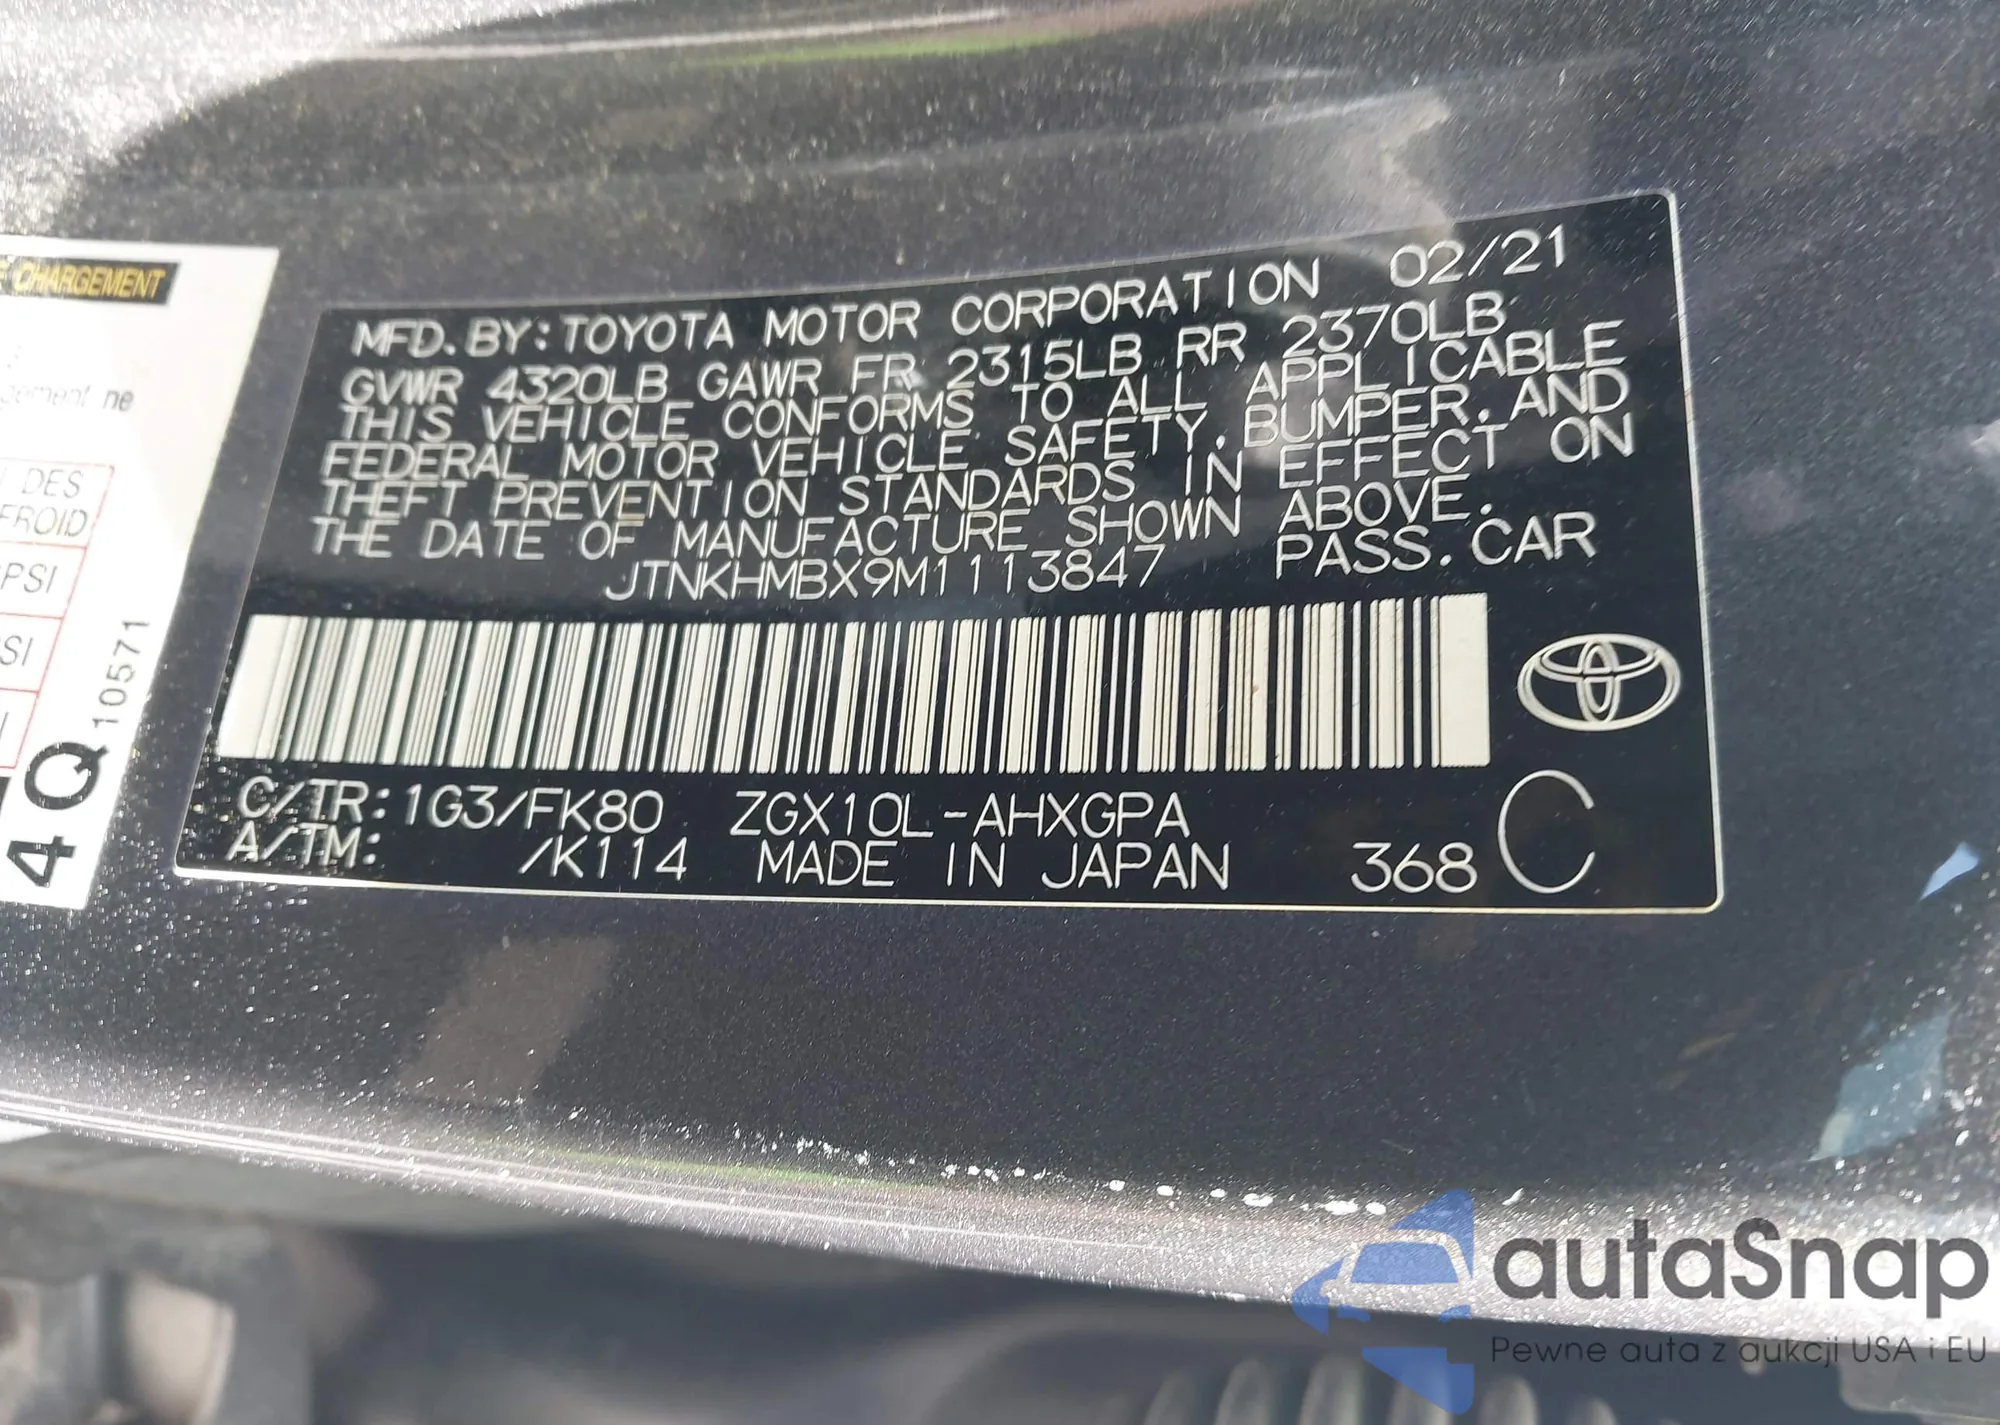 MFD. BY: TOYOTA MOTOR CORPORATION 02/21
GVWR 4320LB GAWR FR 2315LB RR 2370LB
THIS VEHICLE CONFORMS TO ALL APPLICABLE
FEDERAL MOTOR VEHICLE SAFETY, BUMPER, AND
THEFT PREVENTION STANDARDS IN EFFECT ON
THE DATE OF MANUFACTURE SHOWN ABOVE.
JTNKHMBX9M1113847 PASS. CAR
C/TR: 1G3/FK80 ZGX10L-AHXGPA
A/TM: /K114 MADE IN JAPAN 368 C
CHARGEMENT
ne
DES
FROID
PSI
4Q 10571
autaSnap
Pewne auta z aukcji USA i EU